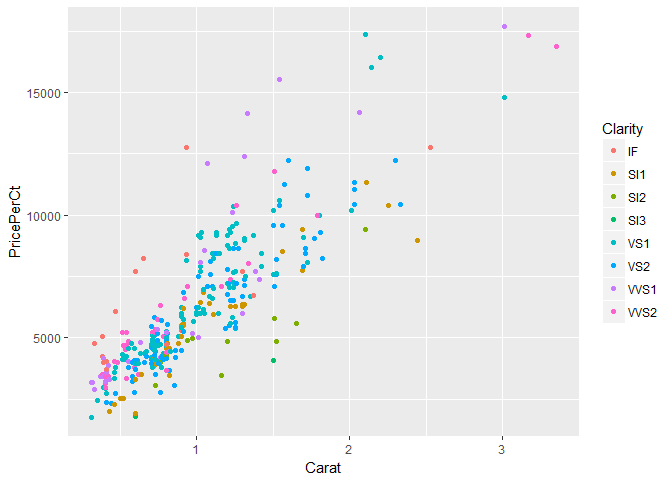 15000
10000
5000
PricePerCt
1
2
3
Carat
Clarity
IF
SI1
SI2
SI3
VS1
VS2
VVS1
VVS2